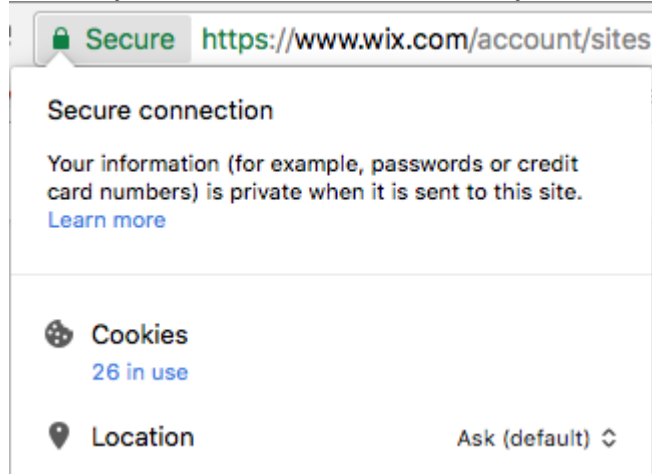 Secure https://www.wix.com/account/sites
Secure connection
Your information (for example, passwords or credit
card numbers) is private when it is sent to this site.
Learn more
Cookies
26 in use
Location Ask (default)